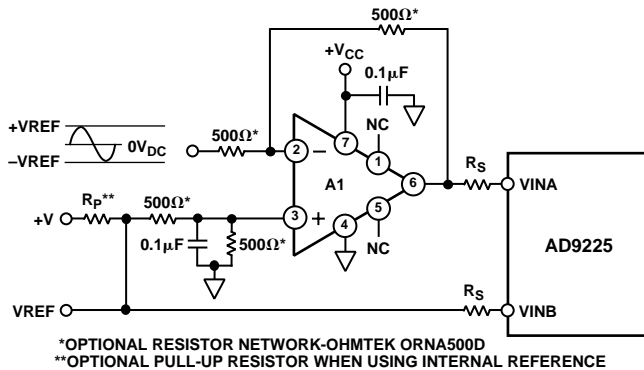 500Ω*
+VCC
0.1µF
+VREF
0VDC
–VREF
500Ω*
NC
2
–
7
1
A1
6
RS
VINA
RP**
+V
500Ω*
3
+
5
0.1µF
500Ω*
4
NC
AD9225
VREF
RS
VINB
*OPTIONAL RESISTOR NETWORK-OHMTEK ORNA500D
**OPTIONAL PULL-UP RESISTOR WHEN USING INTERNAL REFERENCE